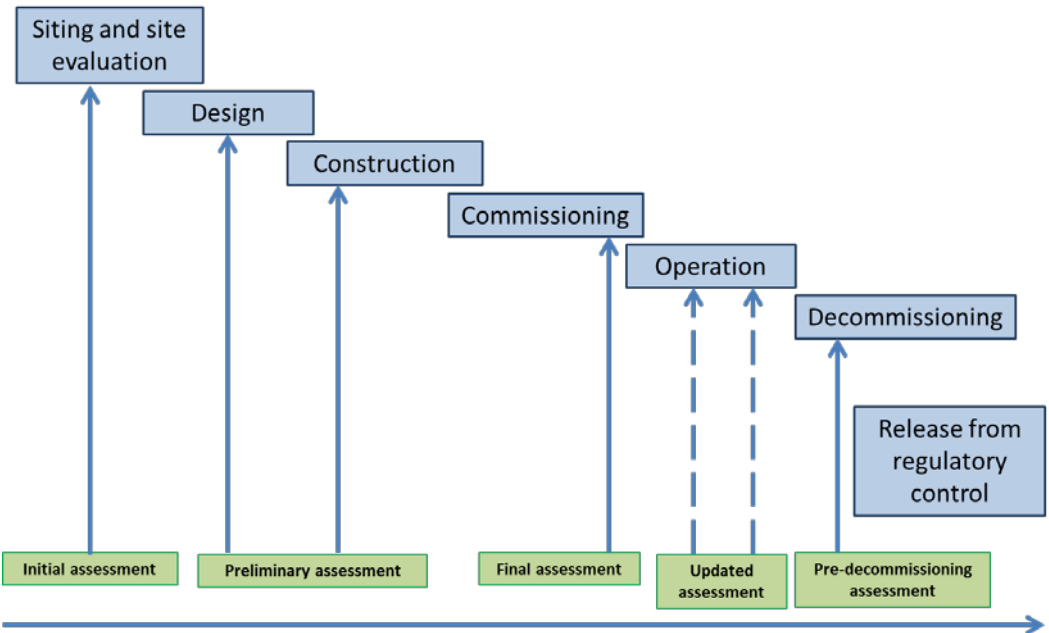 Siting and site
evaluation
Design
Construction
Commissioning
Operation
Decommissioning
Release from
regulatory
control
Initial assessment
Preliminary assessment
Final assessment
Updated
assessment
Pre-decommissioning
assessment